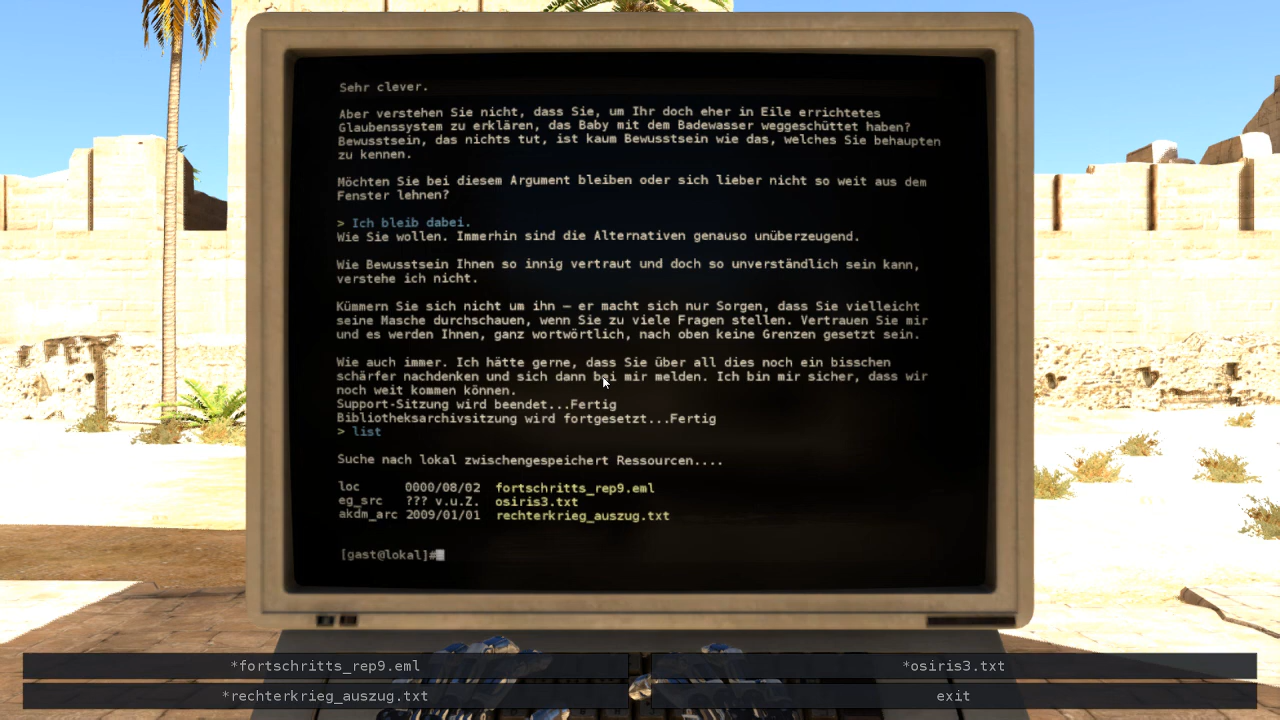 Sehr clever.
Aber verstehen Sie nicht, dass Sie, um Ihr doch eher in Eile errichtetes
Glaubenssystem zu erklären, das Baby mit dem Badewasser weggeschüttet haben?
Bewusstsein, das nichts tut, ist kaum Bewusstsein wie das, welches Sie behaupten
zu kennen.
Möchten Sie bei diesem Argument bleiben oder sich lieber nicht so weit aus dem
Fenster lehnen?
> Ich bleib dabei.
Wie Sie wollen. Immerhin sind die Alternativen genauso unüberzeugend.
Wie Bewusstsein Ihnen so innig vertraut und doch so unverständlich sein kann,
verstehe ich nicht.
Kümmern Sie sich nicht um ihn – er macht sich nur Sorgen, dass Sie vielleicht
seine Masche durchschauen, wenn Sie zu viele Fragen stellen. Vertrauen Sie mir
und es werden Ihnen, ganz wortwörtlich, nach oben keine Grenzen gesetzt sein.
Wie auch immer. Ich hätte gerne, dass Sie über all dies noch ein bisschen
schärfer nachdenken und sich dann bei mir melden. Ich bin mir sicher, dass wir
noch weit kommen können.
Support-Sitzung wird beendet...Fertig
Bibliotheksarchivsitzung wird fortgesetzt...Fertig
> list
Suche nach lokal zwischengespeichert Ressourcen....
loc 0000/08/02 fortschritts_rep9.eml
eg_src ??? v.u.Z. osiris3.txt
akdm_arc 2009/01/01 rechterkrieg_auszug.txt
[gast@lokal]#
*fortschritts_rep9.eml
*osiris3.txt
*rechterkrieg_auszug.txt
exit